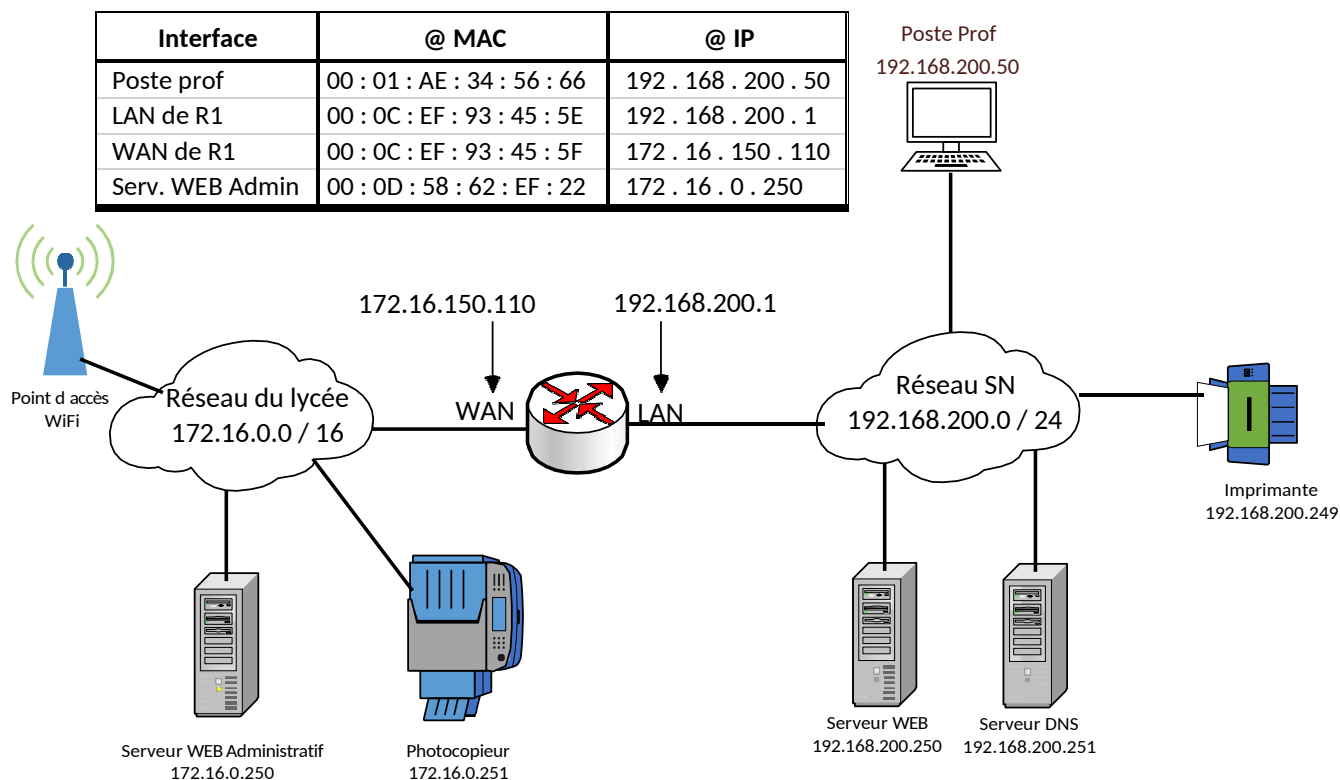 Interface @ MAC @ IP
Poste prof 00 : 01 : AE : 34 : 56 : 66 192 . 168 . 200 . 50
LAN de R1 00 : 0C : EF : 93 : 45 : 5E 192 . 168 . 200 . 1
WAN de R1 00 : 0C : EF : 93 : 45 : 5F 172 . 16 . 150 . 110
Serv. WEB Admin 00 : 0D : 58 : 62 : EF : 22 172 . 16 . 0 . 250
Poste Prof
192.168.200.50
172.16.150.110
192.168.200.1
Point d accès
WiFi
Réseau du lycée
172.16.0.0 / 16
WAN
LAN
Réseau SN
192.168.200.0 / 24
Imprimante
192.168.200.249
Serveur WEB Administratif
172.16.0.250
Photocopieur
172.16.0.251
Serveur WEB
192.168.200.250
Serveur DNS
192.168.200.251